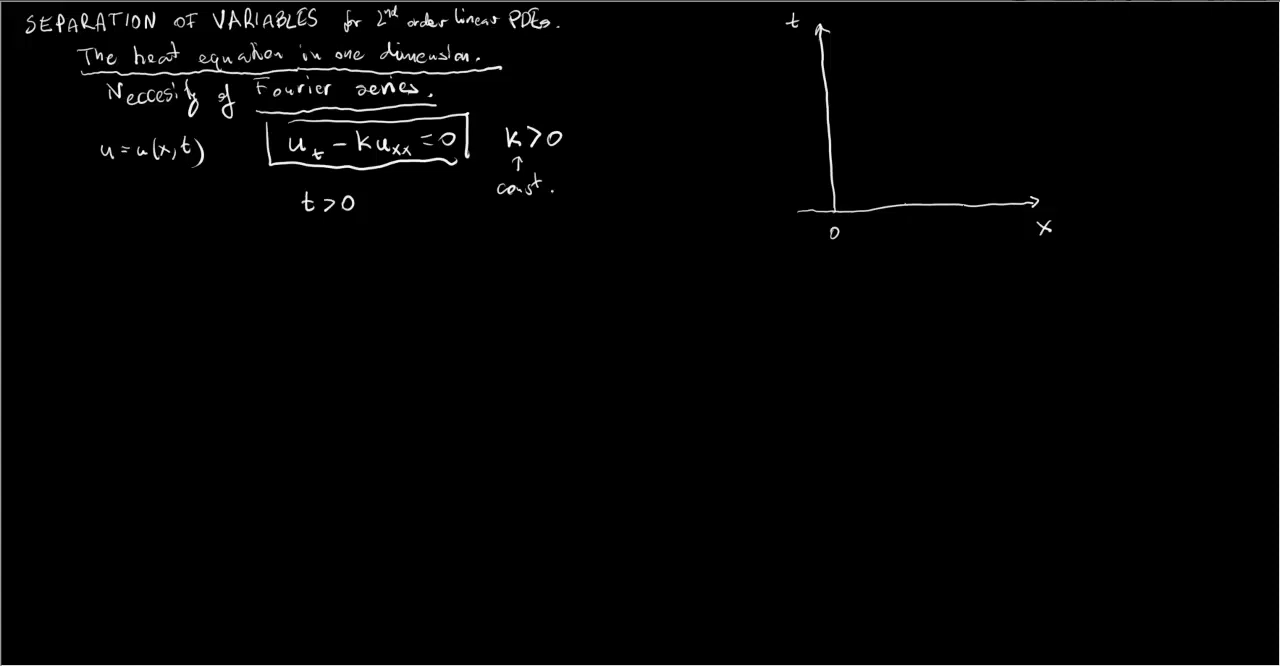 SEPARATION OF VARIABLES for 2nd order linear PDEs.
The heat equation in one dimension.
Neccesity of Fourier series.
u = u(x,t)
u_t - k u_xx = 0
k > 0
↑
const.
t > 0
t
0
x